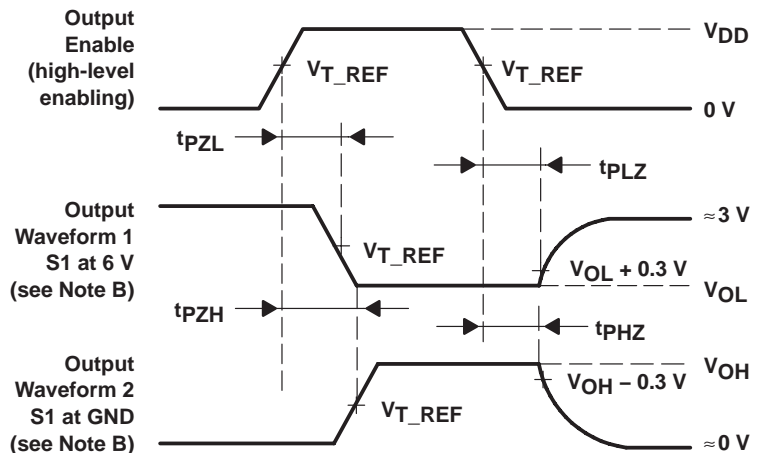 Output
Enable
(high-level
enabling)
VT_REF
VT_REF
VDD
0 V
tPZL
tPLZ
Output
Waveform 1
S1 at 6 V
(see Note B)
VT_REF
≈3 V
VOL + 0.3 V
VOL
tPZH
tPHZ
Output
Waveform 2
S1 at GND
(see Note B)
VT_REF
VOH
VOH – 0.3 V
≈0 V